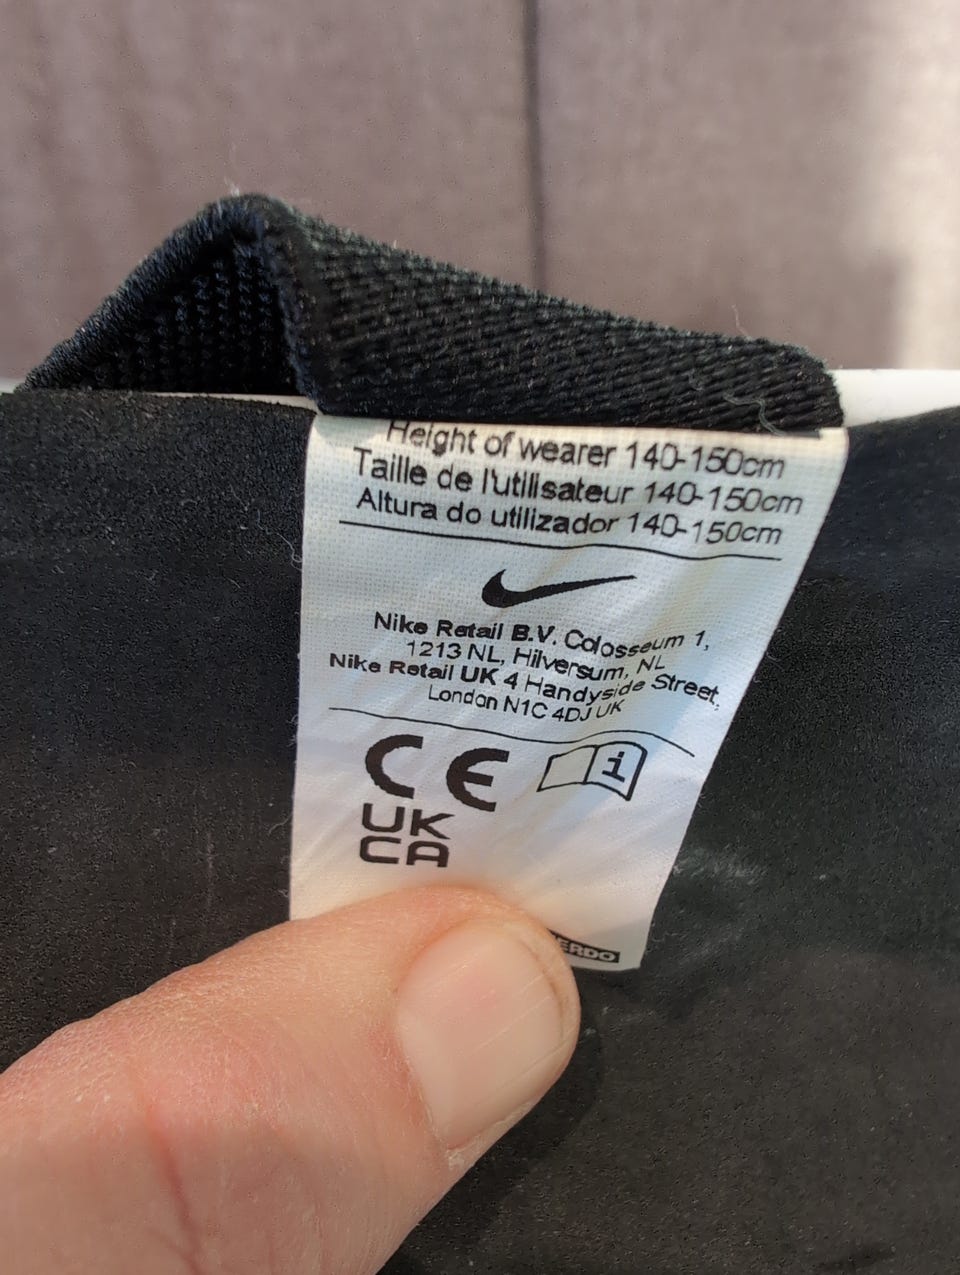 Height of wearer 140-150cm
Taille de l'utilisateur 140-150cm
Altura do utilizador 140-150cm
Nike Retail B.V. Colosseum 1,
1213 NL, Hilversum, NL
Nike Retail UK 4 Handyside Street,
London N1C 4DJ UK
CE
i
UK
CA